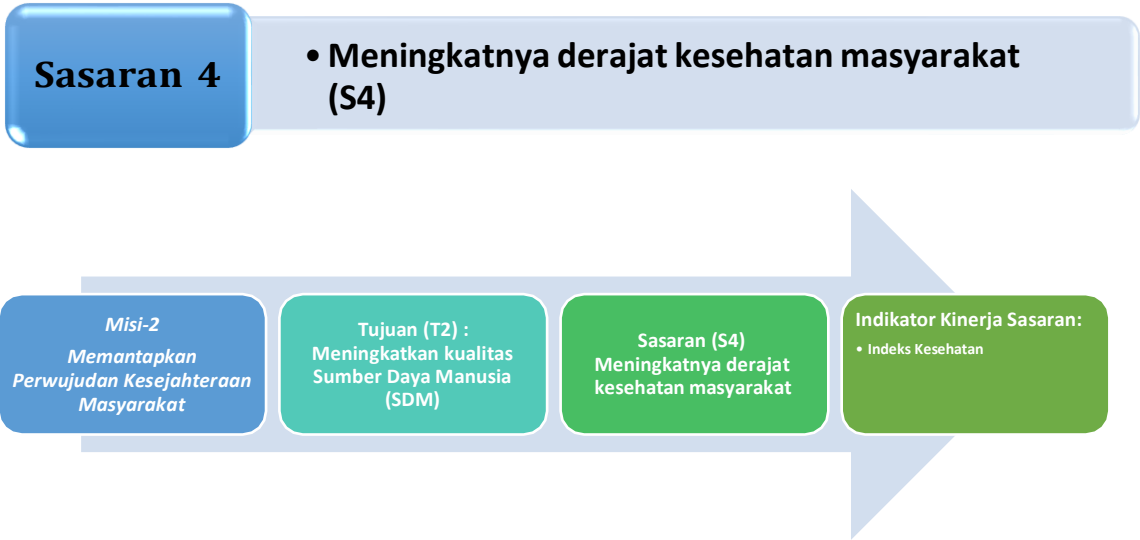 Sasaran 4
• Meningkatnya derajat kesehatan masyarakat
(S4)
Misi-2
Memantapkan
Perwujudan Kesejahteraan
Masyarakat
Tujuan (T2) :
Meningkatkan kualitas
Sumber Daya Manusia
(SDM)
Sasaran (S4)
Meningkatnya derajat
kesehatan masyarakat
Indikator Kinerja Sasaran:
• Indeks Kesehatan